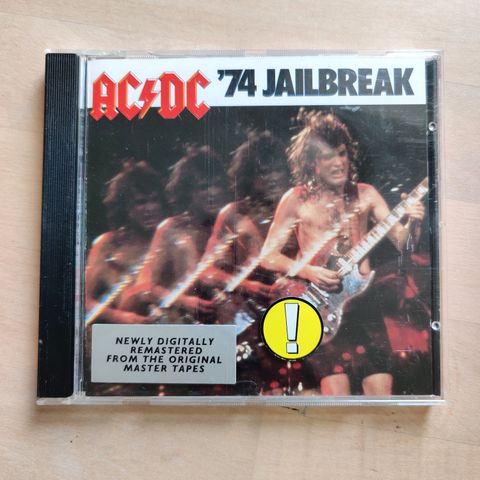 AC⚡DC '74 JAILBREAK
!
NEWLY DIGITALLY
REMASTERED
FROM THE ORIGINAL
MASTER TAPES